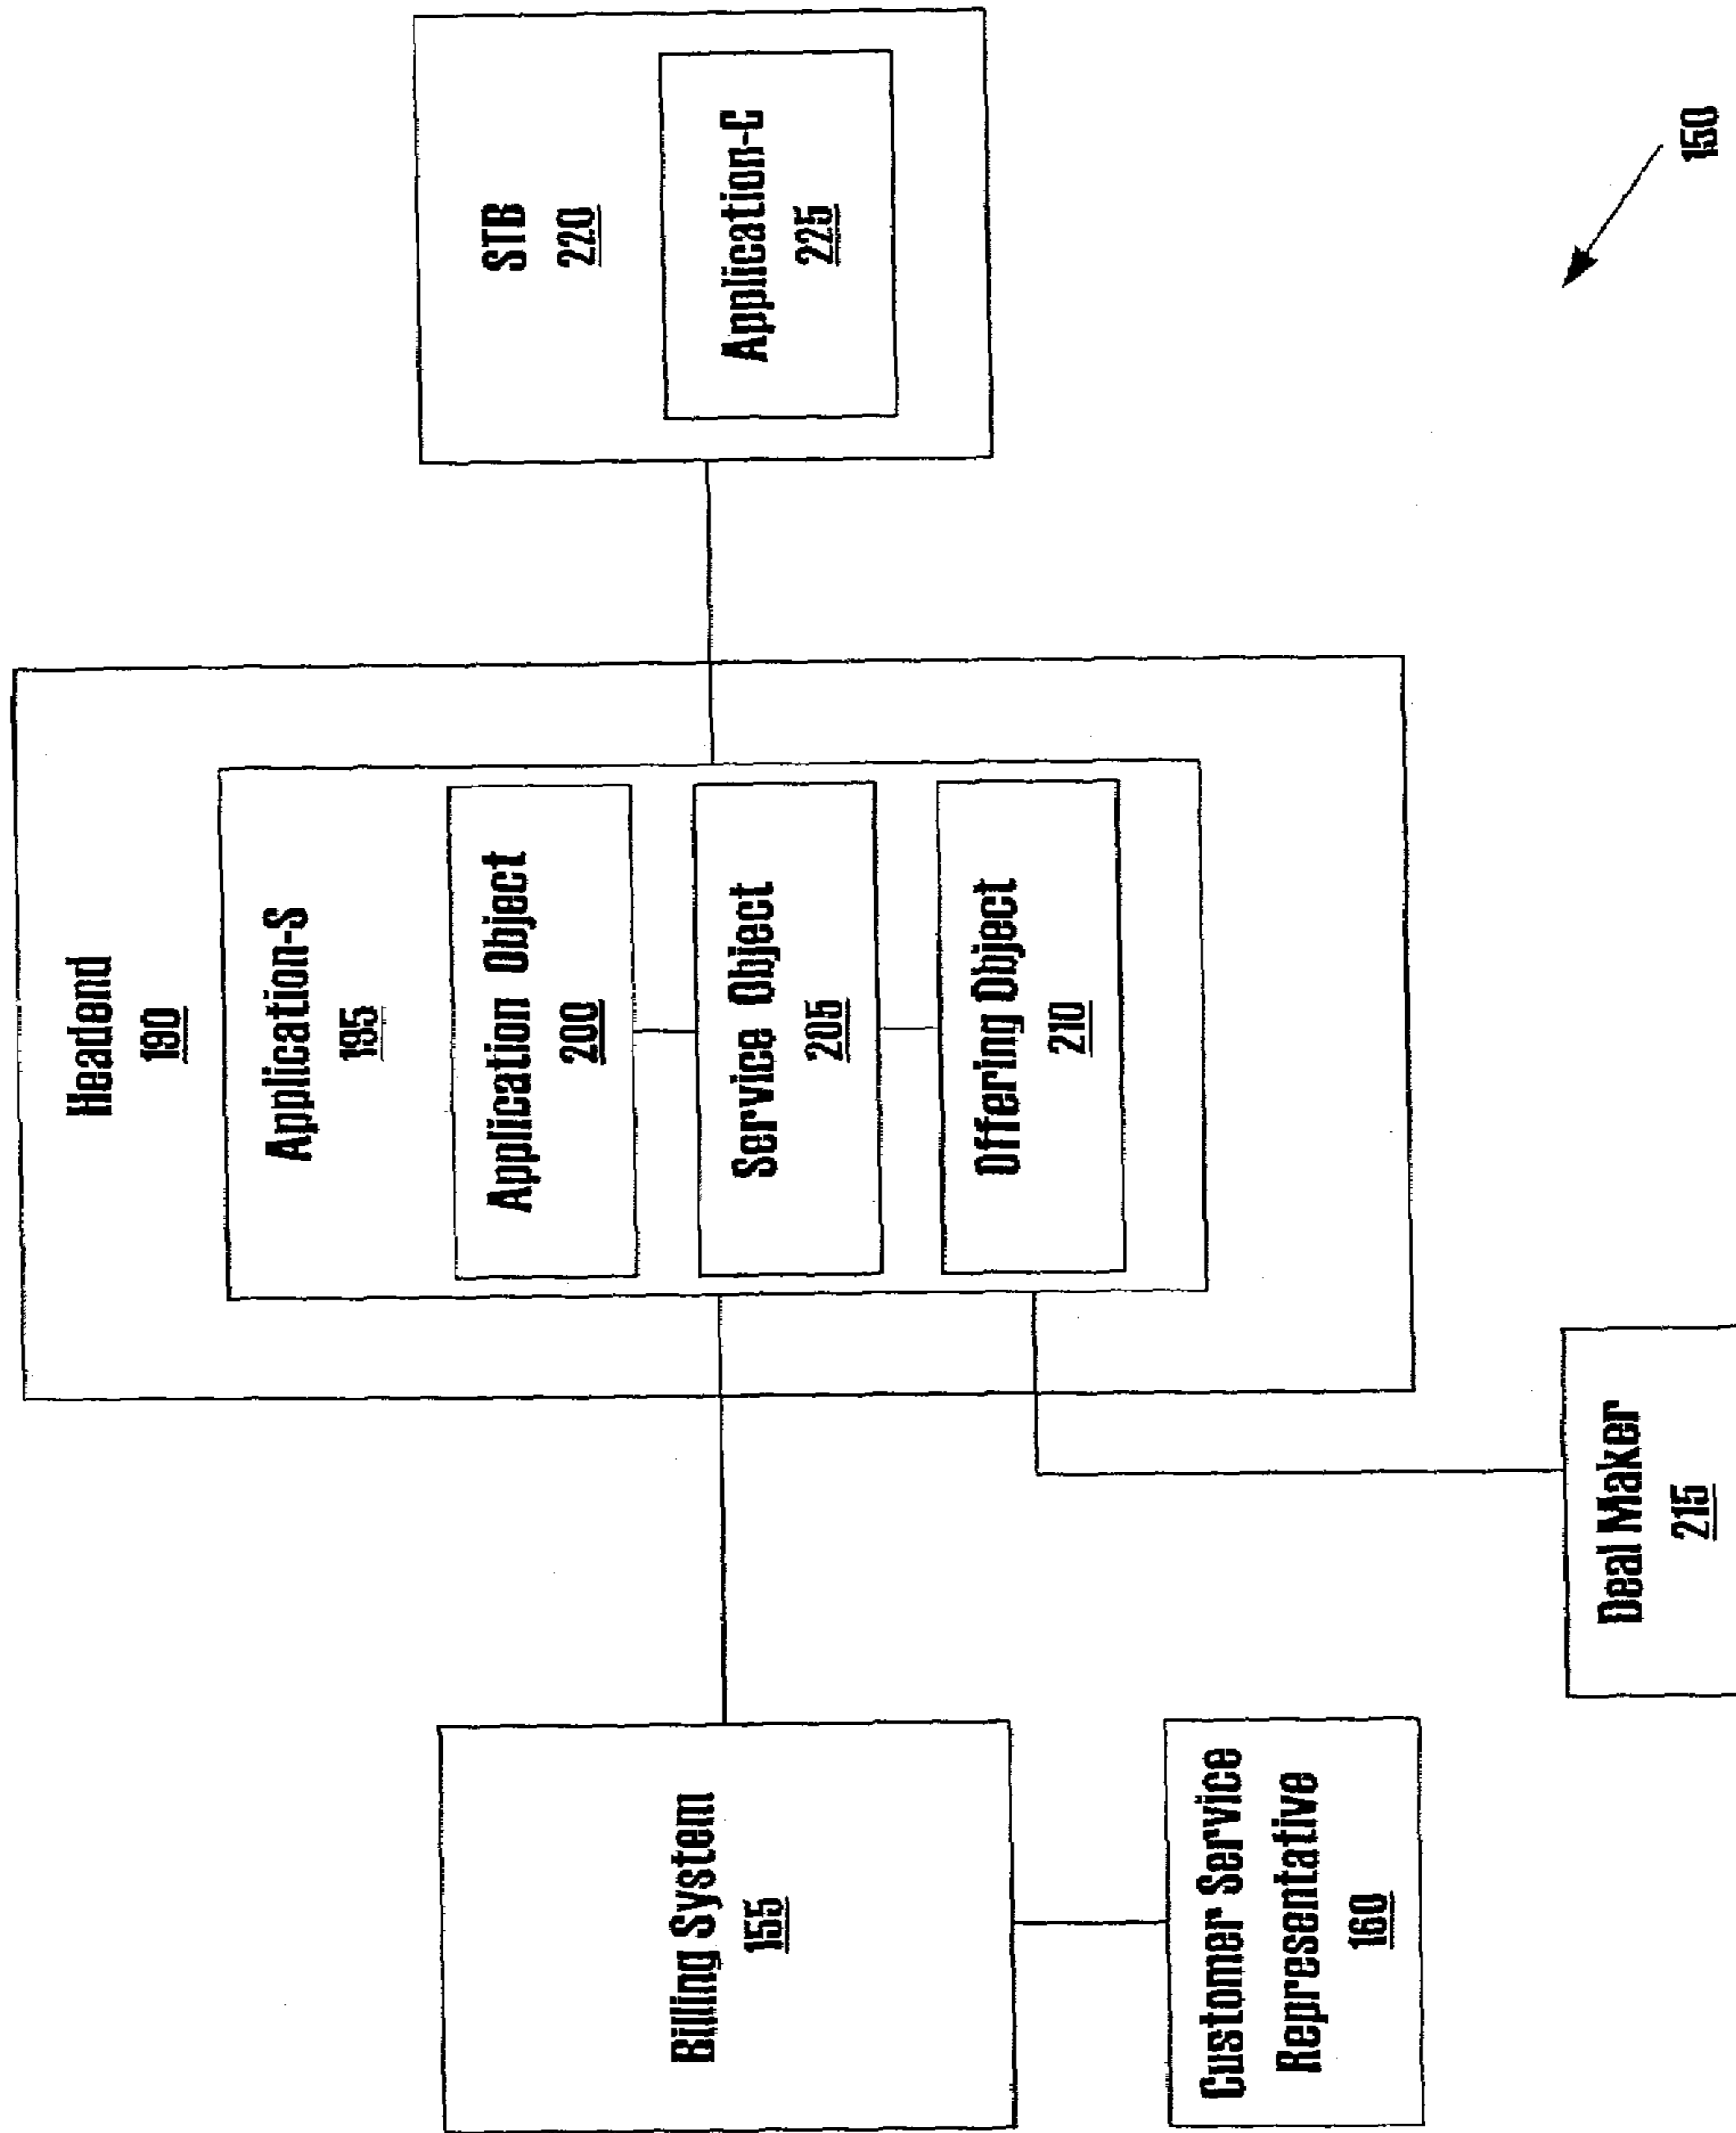 Billing System
155
Customer Service
Representative
160
Headend
190
Application-S
195
Application Object
200
Service Object
205
Offering Object
210
Deal Maker
215
STB
220
Application-C
225
150